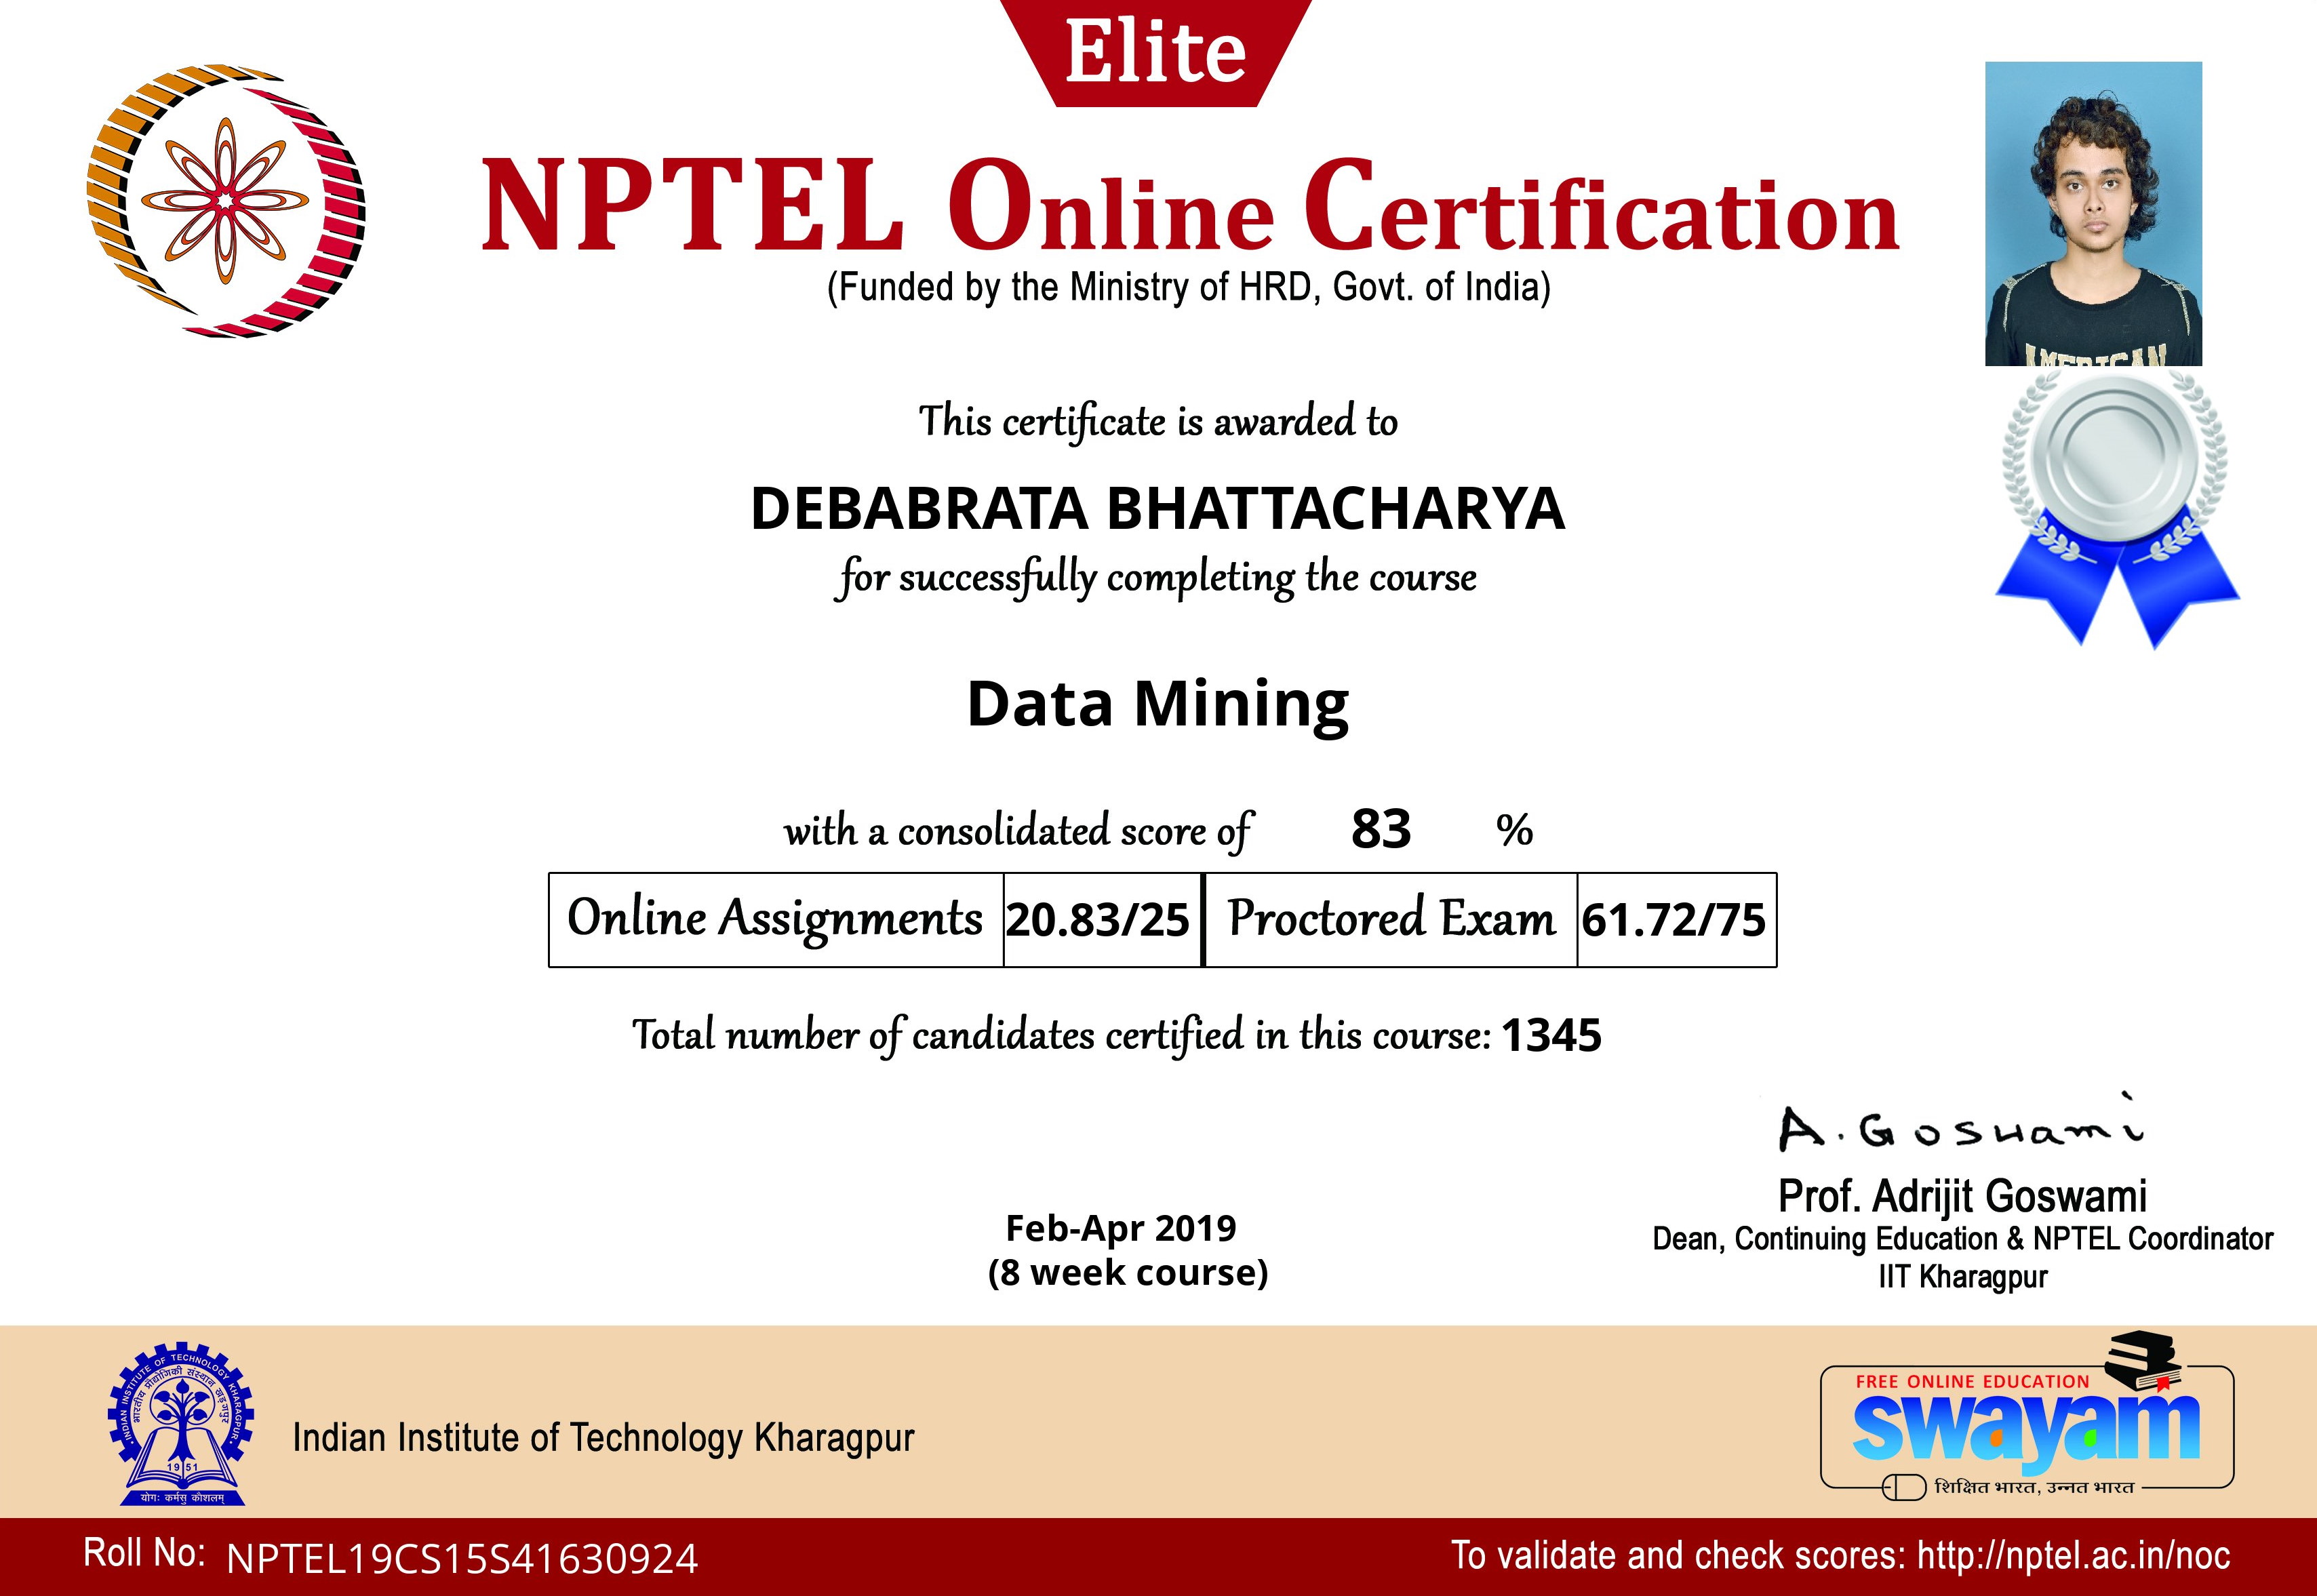 Elite
NPTEL Online Certification
(Funded by the Ministry of HRD, Govt. of India)
AMERICAN
This certificate is awarded to
DEBABRATA BHATTACHARYA
for successfully completing the course
Data Mining
with a consolidated score of 83 %
Online Assignments 20.83/25 Proctored Exam 61.72/75
Total number of candidates certified in this course: 1345
A. Goswami
Prof. Adrijit Goswami
Dean, Continuing Education & NPTEL Coordinator
IIT Kharagpur
Feb-Apr 2019
(8 week course)
INDIAN INSTITUTE OF TECHNOLOGY KHARAGPUR
भारतीय प्रौद्योगिकी संस्थान खड़गपुर
1951
योगः कर्मसु कौशलम्
Indian Institute of Technology Kharagpur
FREE ONLINE EDUCATION
swayam
शिक्षित भारत, उन्नत भारत
Roll No: NPTEL19CS15S41630924
To validate and check scores: http://nptel.ac.in/noc